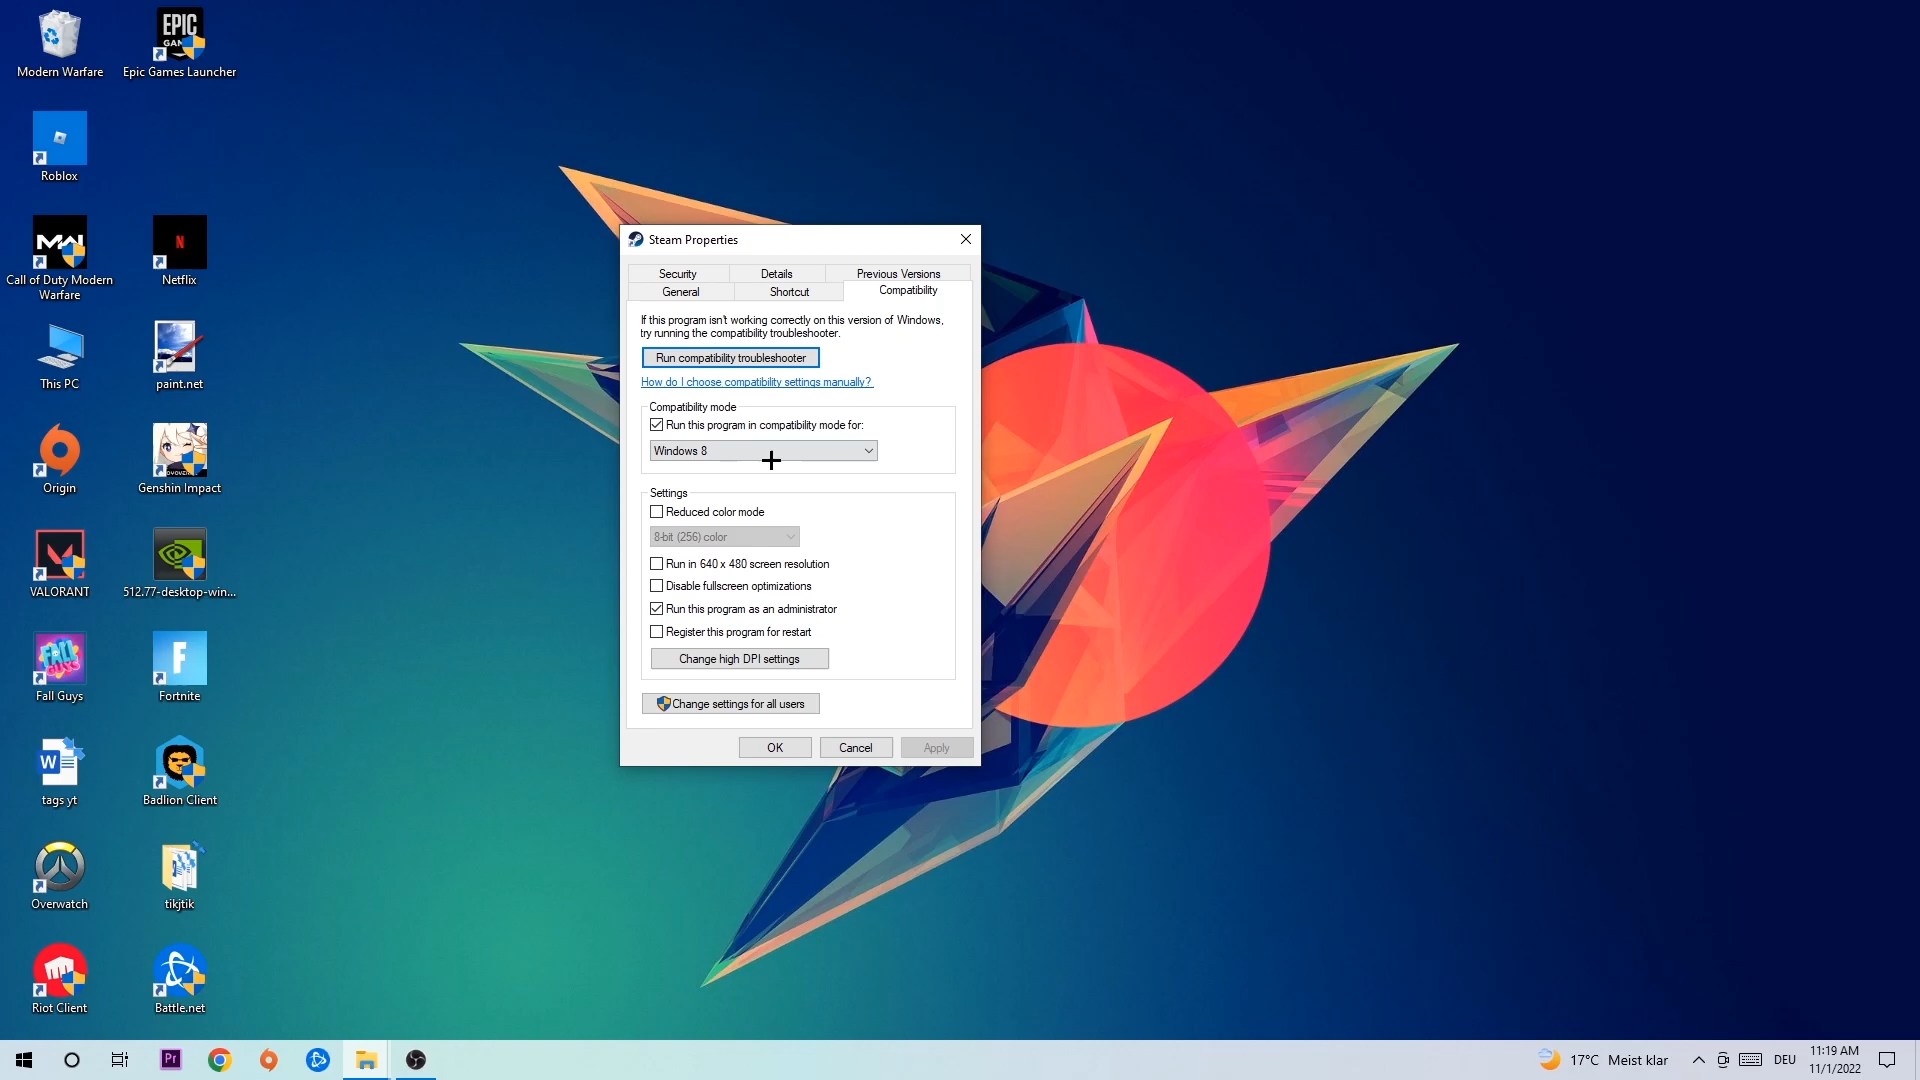 EPIC
GAMES
Modern Warfare
Epic Games Launcher
Roblox
MW
N
Call of Duty Modern
Warfare
Netflix
This PC
paint.net
Origin
Genshin Impact
VALORANT
512.77-desktop-win...
FALL
GUYS
F
Fall Guys
Fortnite
W
tags yt
Badlion Client
Overwatch
tikjtik
Riot Client
Battle.net
Steam Properties
Security
Details
Previous Versions
General
Shortcut
Compatibility
If this program isn't working correctly on this version of Windows,
try running the compatibility troubleshooter.
Run compatibility troubleshooter
How do I choose compatibility settings manually?
Compatibility mode
Run this program in compatibility mode for:
Windows 8
Settings
Reduced color mode
8-bit (256) color
Run in 640 x 480 screen resolution
Disable fullscreen optimizations
Run this program as an administrator
Register this program for restart
Change high DPI settings
Change settings for all users
OK
Cancel
Apply
Pr
17°C Meist klar
DEU
11:19 AM
11/1/2022